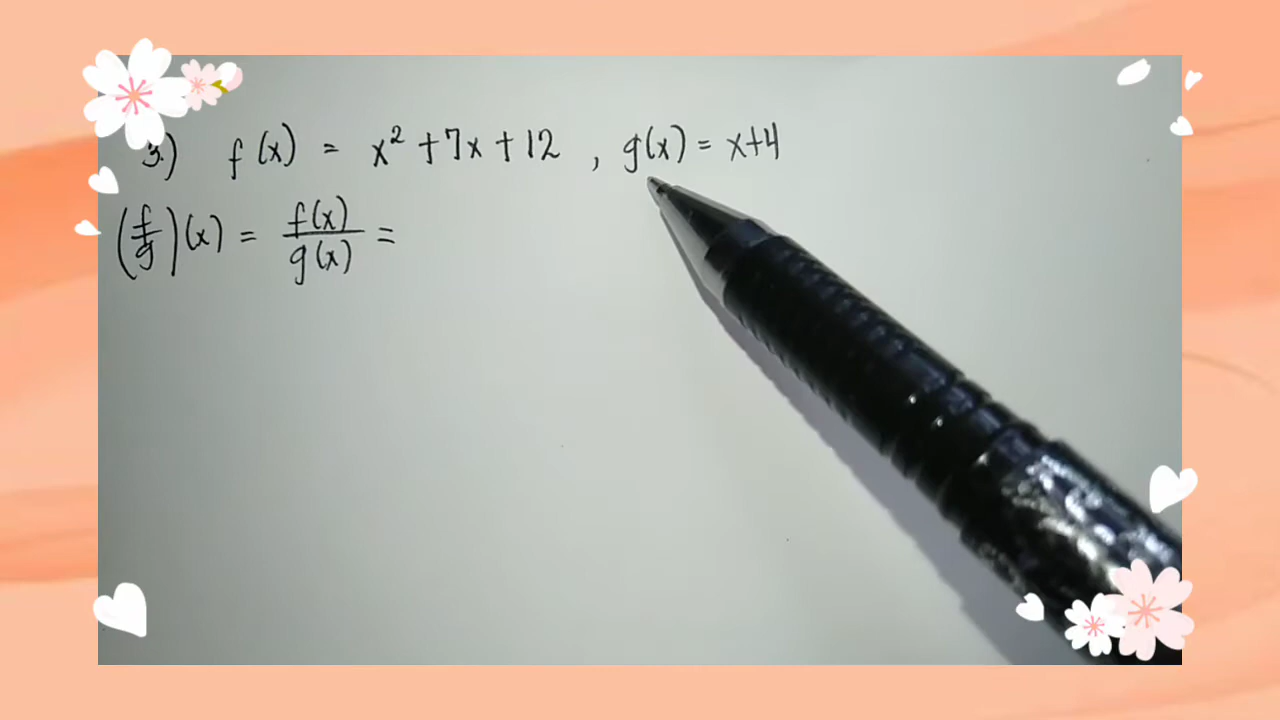 3.) f(x) = x² + 7x + 12 , g(x) = x+4
(f/g)(x) = f(x)/g(x) =